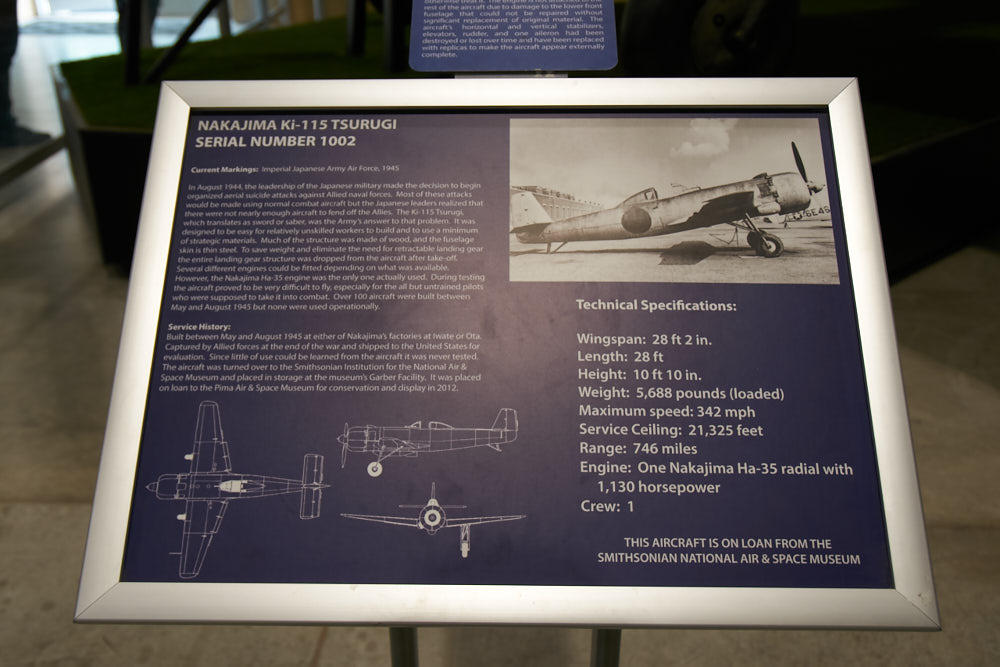 rest of the aircraft due to damage to the lower front
fuselage that could not be repaired without
significant replacement of original material. The
aircraft's horizontal and vertical stabilizers,
elevators, rudder, and one aileron had been
destroyed or lost over time and have been replaced
with replicas to make the aircraft appear externally
complete.
NAKAJIMA Ki-115 TSURUGI
SERIAL NUMBER 1002
Current Markings: Imperial Japanese Army Air Force, 1945
In August 1944, the leadership of the Japanese military made the decision to begin
organized aerial suicide attacks against Allied naval forces. Most of these attacks
would be made using normal combat aircraft but the Japanese leaders realized that
there were not nearly enough aircraft to fend off the Allies. The Ki-115 Tsurugi,
which translates as sword or saber, was the Army's answer to that problem. It was
designed to be easy for relatively unskilled workers to build and to use a minimum
of strategic materials. Much of the structure was made of wood, and the fuselage
skin is thin steel. To save weight and eliminate the need for retractable landing gear
the entire landing gear structure was dropped from the aircraft after take-off.
Several different engines could be fitted depending on what was available.
However, the Nakajima Ha-35 engine was the only one actually used. During testing
the aircraft proved to be very difficult to fly, especially for the all but untrained pilots
who were supposed to take it into combat. Over 100 aircraft were built between
May and August 1945 but none were used operationally.
Service History:
Built between May and August 1945 at either of Nakajima's factories at Iwate or Ota.
Captured by Allied forces at the end of the war and shipped to the United States for
evaluation. Since little of use could be learned from the aircraft it was never tested.
The aircraft was turned over to the Smithsonian Institution for the National Air &
Space Museum and placed in storage at the museum's Garber Facility. It was placed
on loan to the Pima Air & Space Museum for conservation and display in 2012.
Technical Specifications:
Wingspan: 28 ft 2 in.
Length: 28 ft
Height: 10 ft 10 in.
Weight: 5,688 pounds (loaded)
Maximum speed: 342 mph
Service Ceiling: 21,325 feet
Range: 746 miles
Engine: One Nakajima Ha-35 radial with
1,130 horsepower
Crew: 1
THIS AIRCRAFT IS ON LOAN FROM THE
SMITHSONIAN NATIONAL AIR & SPACE MUSEUM